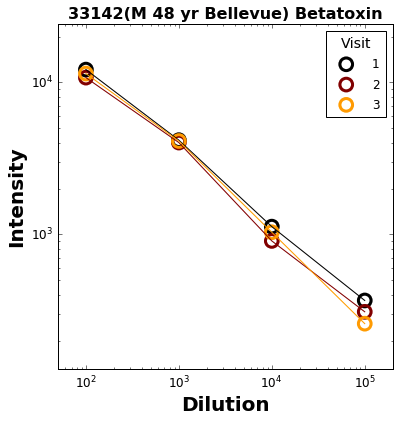 33142(M 48 yr Bellevue) Betatoxin
Visit
1
2
3
10^4
10^3
Intensity
10^2 10^3 10^4 10^5
Dilution